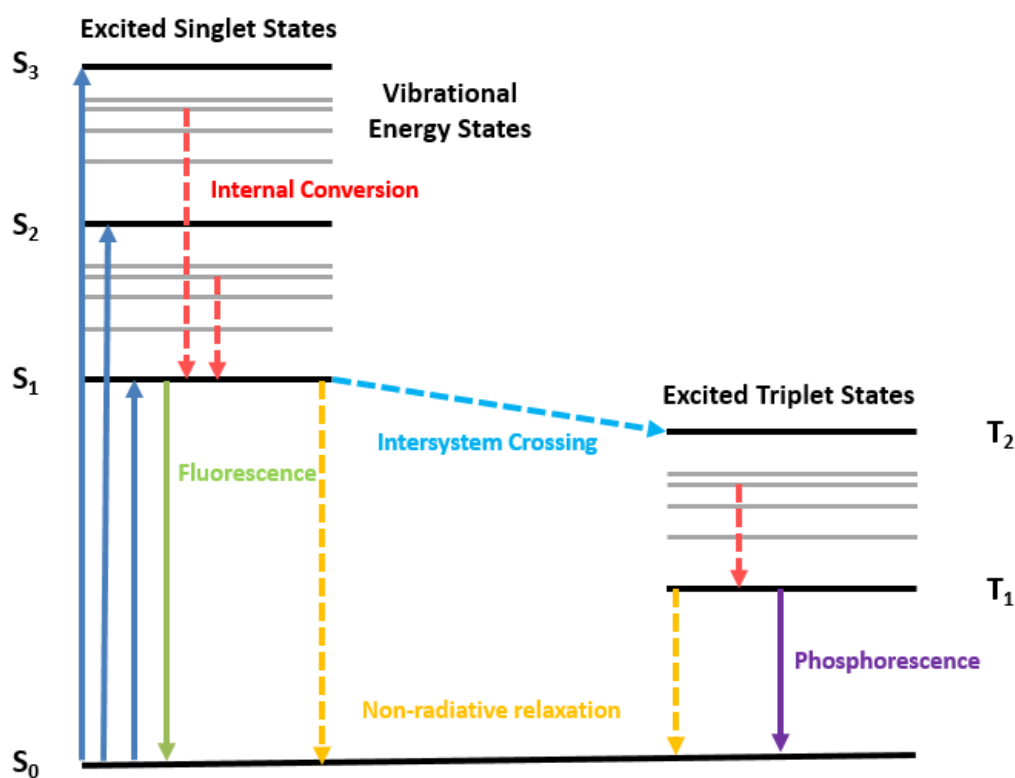 Excited Singlet States
S₃
Vibrational
Energy States
Internal Conversion
S₂
S₁
Excited Triplet States
T₂
Intersystem Crossing
Fluorescence
T₁
Phosphorescence
Non-radiative relaxation
S₀